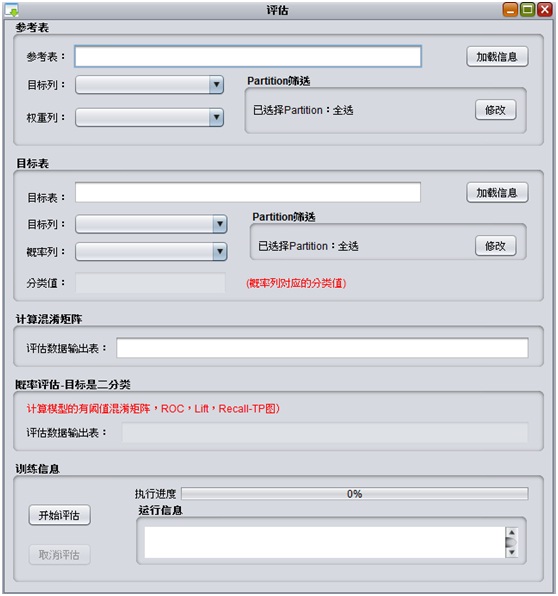 评估
参考表
参考表：
加载信息
目标列：
Partition筛选
已选择Partition：全选
修改
权重列：
目标表
目标表：
加载信息
目标列：
Partition筛选
已选择Partition：全选
修改
概率列：
分类值：
(概率列对应的分类值)
计算混淆矩阵
评估数据输出表：
概率评估-目标是二分类
计算模型的有阈值混淆矩阵，ROC，Lift，Recall-TP图）
评估数据输出表：
训练信息
执行进度
0%
开始评估
运行信息
取消评估